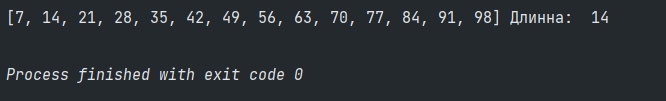 [7, 14, 21, 28, 35, 42, 49, 56, 63, 70, 77, 84, 91, 98] Длинна:  14
Process finished with exit code 0